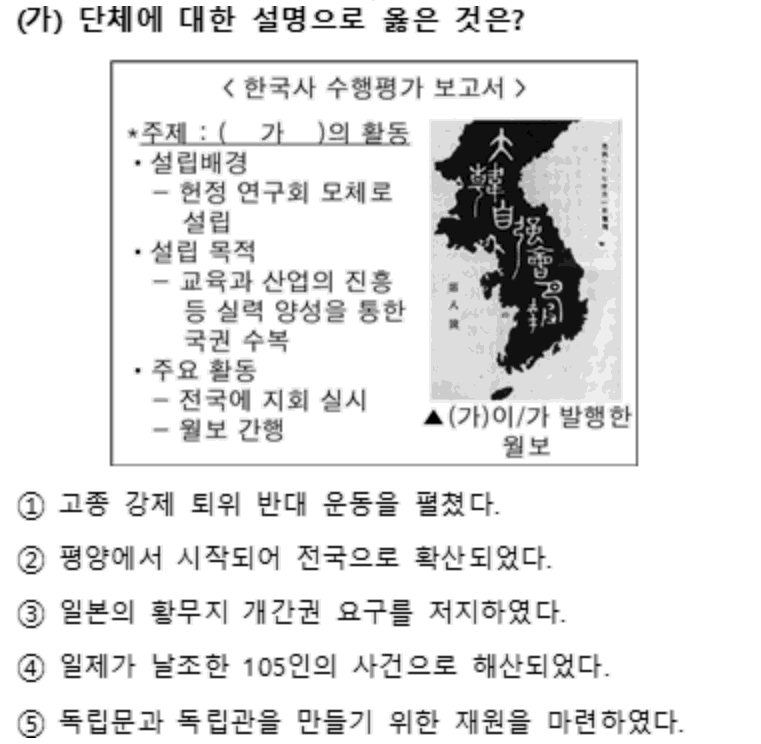 (가) 단체에 대한 설명으로 옳은 것은?
< 한국사 수행평가 보고서 >
*주제 : ( 가 )의 활동
・설립배경
– 헌정 연구회 모체로
설립
・설립 목적
– 교육과 산업의 진흥
등 실력 양성을 통한
국권 수복
・주요 활동
– 전국에 지회 실시
– 월보 간행
大韓自强會月報
▲(가)이/가 발행한
월보
① 고종 강제 퇴위 반대 운동을 펼쳤다.
② 평양에서 시작되어 전국으로 확산되었다.
③ 일본의 황무지 개간권 요구를 저지하였다.
④ 일제가 날조한 105인의 사건으로 해산되었다.
⑤ 독립문과 독립관을 만들기 위한 재원을 마련하였다.